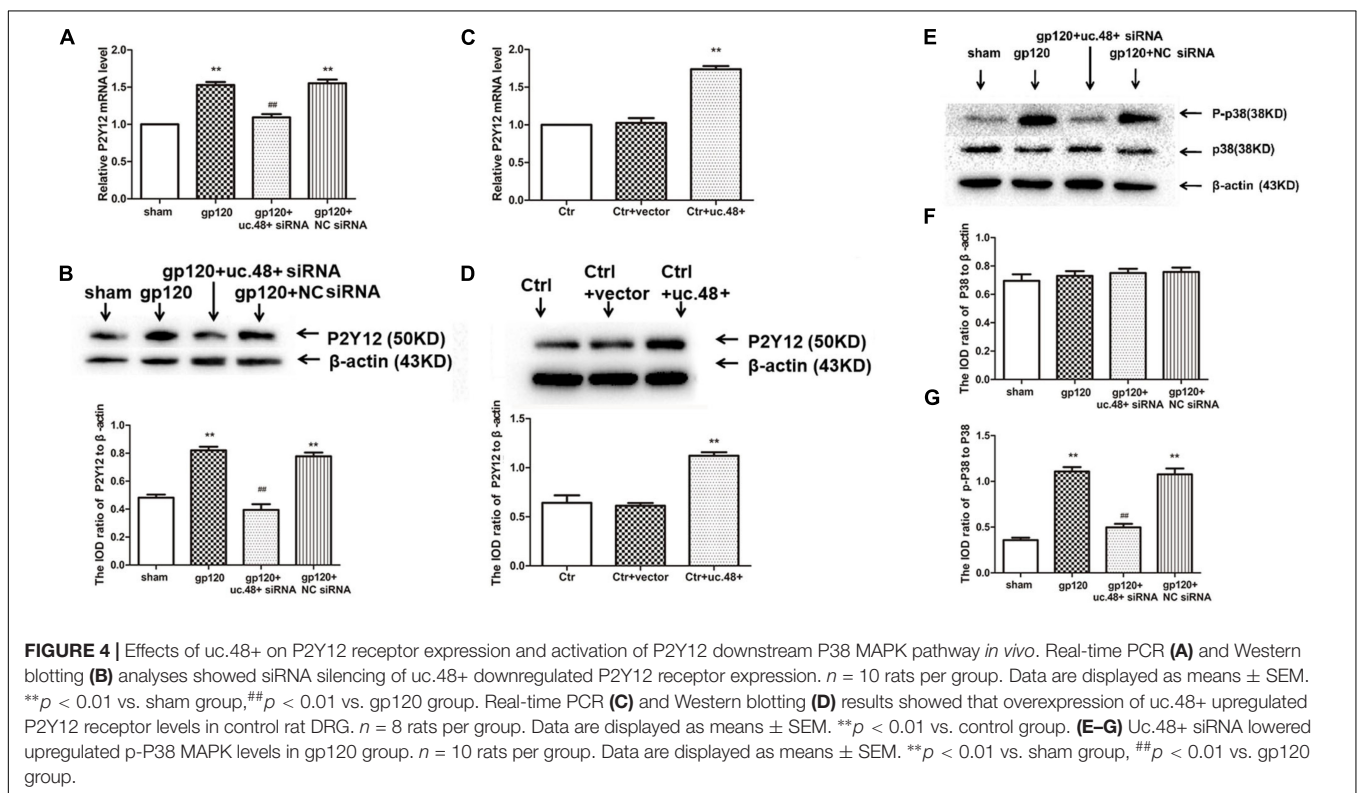 A
Relative P2Y12 mRNA level
2.0
1.5
1.0
0.5
0.0
**
##
**
sham
gp120
gp120+
uc.48+ siRNA
gp120+
NC siRNA
C
Relative P2Y12 mRNA level
2.0
1.5
1.0
0.5
0.0
**
Ctr
Ctr+vector
Ctr+uc.48+
E
gp120+uc.48+ siRNA
sham
gp120
gp120+NC siRNA
P-p38(38KD)
p38(38KD)
β-actin (43KD)
B
gp120+uc.48+ siRNA
sham
gp120
gp120+NC siRNA
P2Y12 (50KD)
β-actin (43KD)
The IOD ratio of P2Y12 to β -actin
1.0
0.8
0.6
0.4
0.2
0.0
**
##
**
sham
gp120
gp120+
uc.48+ siRNA
gp120+
NC siRNA
D
Ctrl
Ctrl
+vector
Ctrl
+uc.48+
P2Y12 (50KD)
β-actin (43KD)
The IOD ratio of P2Y12 to β -actin
1.5
1.0
0.5
0.0
**
Ctr
Ctr+vector
Ctr+uc.48+
F
The IOD ratio of P38 to β -actin
1.0
0.8
0.6
0.4
0.2
0.0
sham
gp120
gp120+
uc.48+ siRNA
gp120+
NC siRNA
G
The IOD ratio of p-P38 to P38
1.5
1.0
0.5
0.0
**
##
**
sham
gp120
gp120+
uc.48+ siRNA
gp120+
NC siRNA
FIGURE 4 | Effects of uc.48+ on P2Y12 receptor expression and activation of P2Y12 downstream P38 MAPK pathway in vivo. Real-time PCR (A) and Western
blotting (B) analyses showed siRNA silencing of uc.48+ downregulated P2Y12 receptor expression. n = 10 rats per group. Data are displayed as means ± SEM.
**p < 0.01 vs. sham group,##p < 0.01 vs. gp120 group. Real-time PCR (C) and Western blotting (D) results showed that overexpression of uc.48+ upregulated
P2Y12 receptor levels in control rat DRG. n = 8 rats per group. Data are displayed as means ± SEM. **p < 0.01 vs. control group. (E–G) Uc.48+ siRNA lowered
upregulated p-P38 MAPK levels in gp120 group. n = 10 rats per group. Data are displayed as means ± SEM. **p < 0.01 vs. sham group, ##p < 0.01 vs. gp120
group.